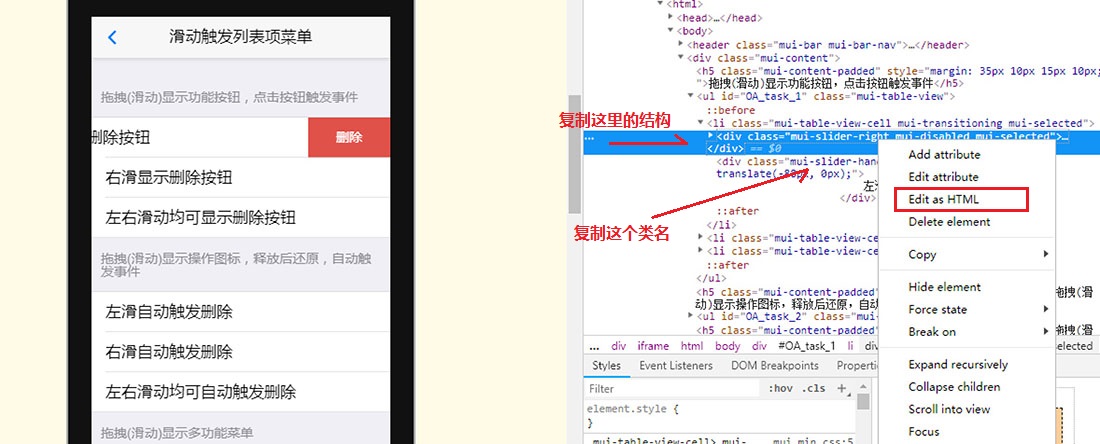 滑动触发列表项菜单
拖拽(滑动)显示功能按钮，点击按钮触发事件
删除按钮
删除
右滑显示删除按钮
左右滑动均可显示删除按钮
拖拽(滑动)显示操作图标，释放后还原，自动触
发事件
左滑自动触发删除
右滑自动触发删除
左右滑动均可自动触发删除
拖拽(滑动)显示多功能菜单
复制这里的结构
复制这个类名
<html>
<head>…</head>
<body>
<header class="mui-bar mui-bar-nav">…</header>
<div class="mui-content">
<h5 class="mui-content-padded" style="margin: 35px 10px 15px 10px;
">拖拽(滑动)显示功能按钮，点击按钮触发事件</h5>
<ul id="OA_task_1" class="mui-table-view">
::before
<li class="mui-table-view-cell mui-transitioning mui-selected">
… <div class="mui-slider-right mui-disabled mui-selected">…
</div> == $0
<div class="mui-slider-han
translate(-80px, 0px);">
左
</div>
::after
</li>
<li class="mui-table-view-ce
<li class="mui-table-view-ce
::after
</ul>
<h5 class="mui-content-padde 拖拽(滑
动)显示操作图标，释放后还原，自动
<ul id="OA_task_2" class="mu
<h5 class="mui-content-padde 拖拽(滑
Add attribute
Edit attribute
Edit as HTML
Delete element
Copy
Hide element
Force state
Break on
Expand recursively
Collapse children
Scroll into view
Focus
... div iframe html body div #OA_task_1 li div selected
Styles Event Listeners DOM Breakpoints Properties
Filter :hov .cls +
element.style {
}
.mui-table-view-cell> .mui- mui.min.css:5